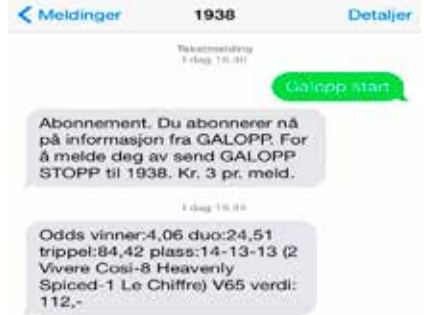 Meldinger 1938 Detaljer
Tekstmelding
Galopp start
Abonnement. Du abonnerer nå
på informasjon fra GALOPP. For
å melde deg av send GALOPP
STOPP til 1938. Kr. 3 pr. meld.
Odds vinner:4,06 duo:24,51
trippel:84,42 plass:14-13-13 (2
Vivere Cosi-8 Heavenly
Spiced-1 Le Chiffre) V65 verdi:
112,-